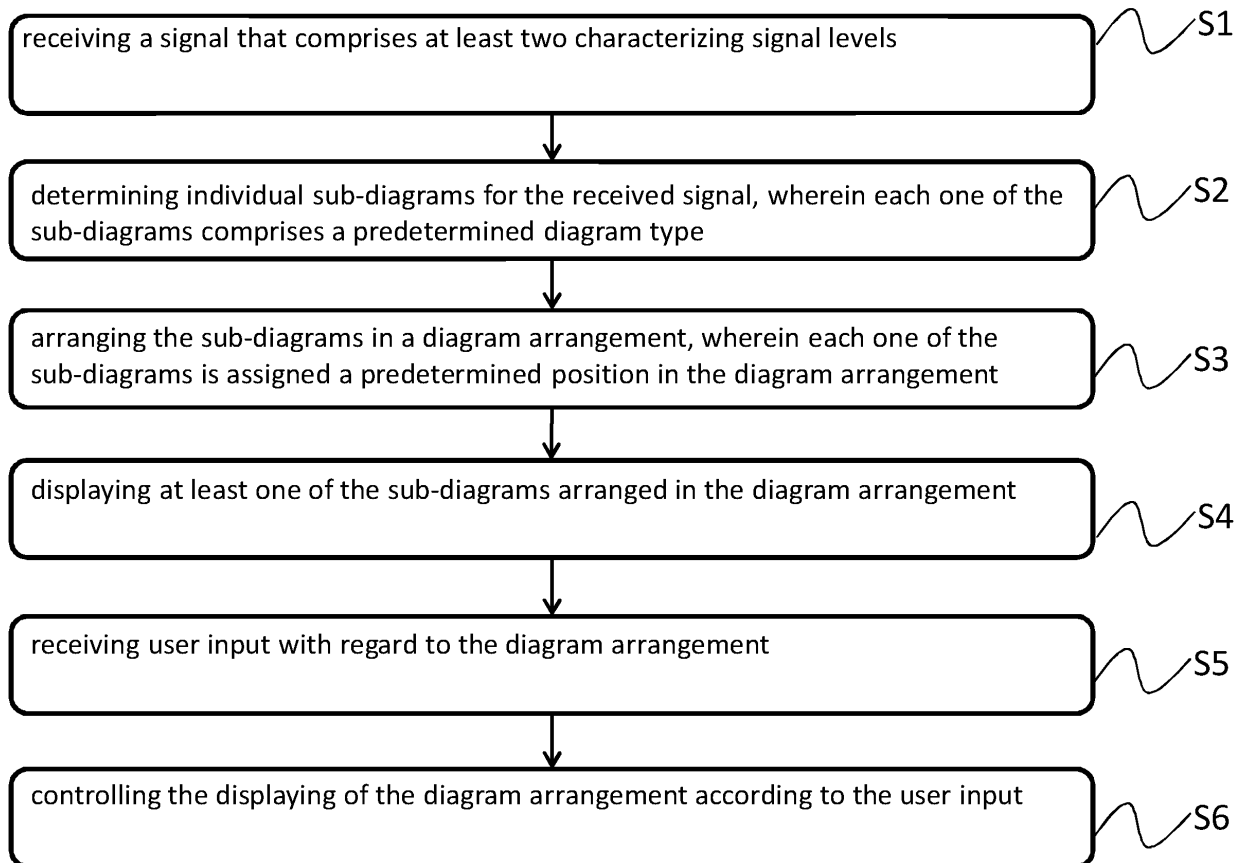 receiving a signal that comprises at least two characterizing signal levels
S1
determining individual sub-diagrams for the received signal, wherein each one of the
sub-diagrams comprises a predetermined diagram type
S2
arranging the sub-diagrams in a diagram arrangement, wherein each one of the
sub-diagrams is assigned a predetermined position in the diagram arrangement
S3
displaying at least one of the sub-diagrams arranged in the diagram arrangement
S4
receiving user input with regard to the diagram arrangement
S5
controlling the displaying of the diagram arrangement according to the user input
S6